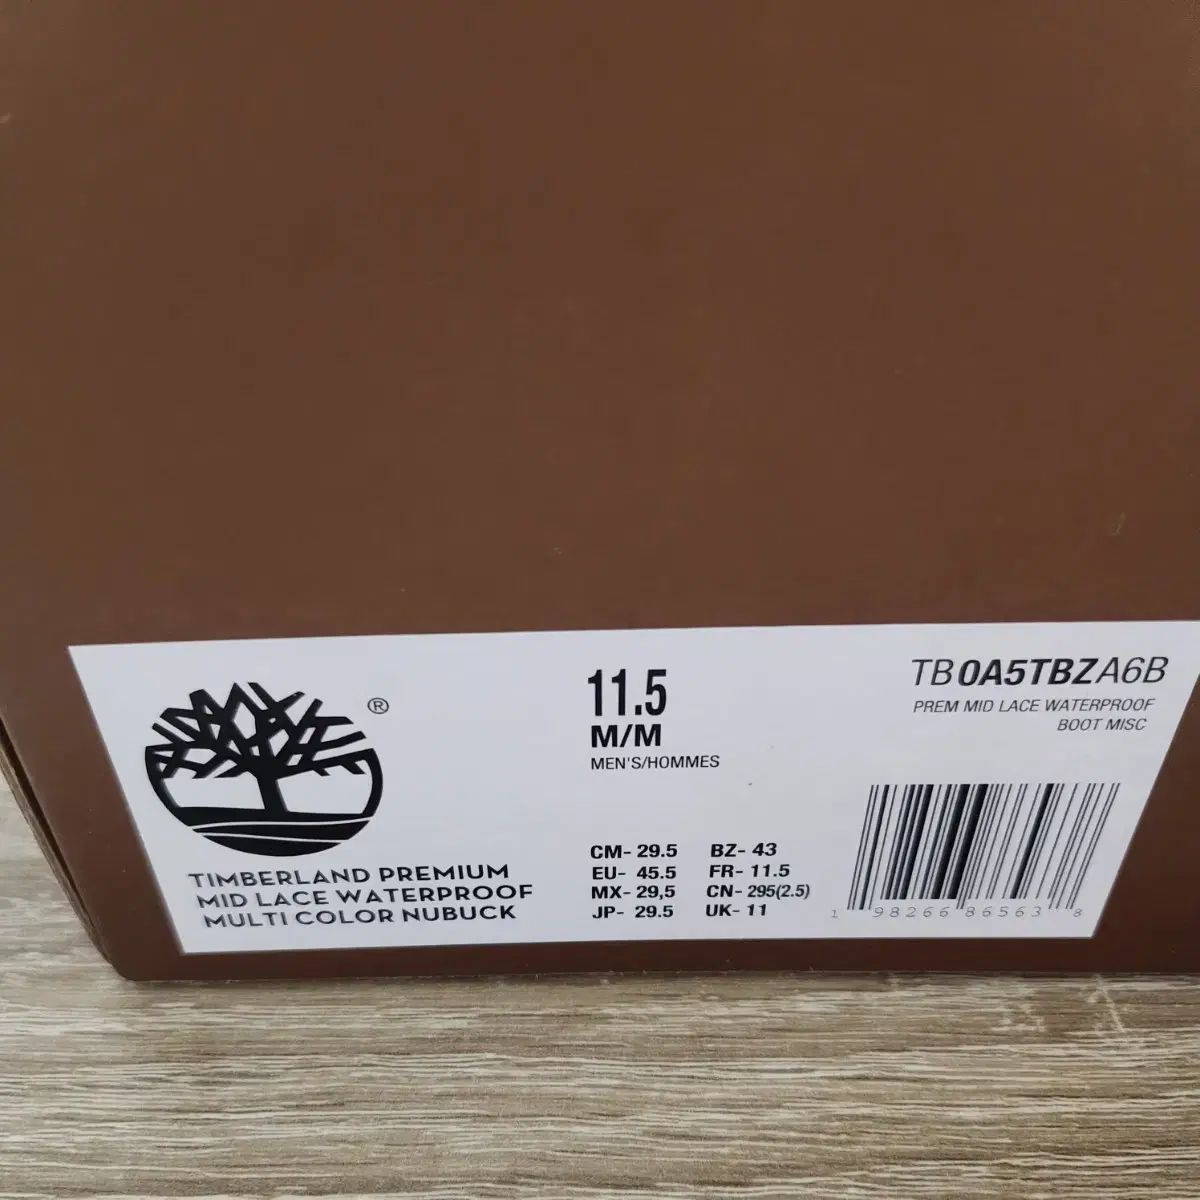 ®
TIMBERLAND PREMIUM
MID LACE WATERPROOF
MULTI COLOR NUBUCK
11.5
M/M
MEN'S/HOMMES
CM- 29.5 BZ- 43
EU- 45.5 FR- 11.5
MX- 29,5 CN- 295(2.5)
JP- 29.5 UK- 11
TB0A5TBZA6B
PREM MID LACE WATERPROOF
BOOT MISC
1 98266 86563 8